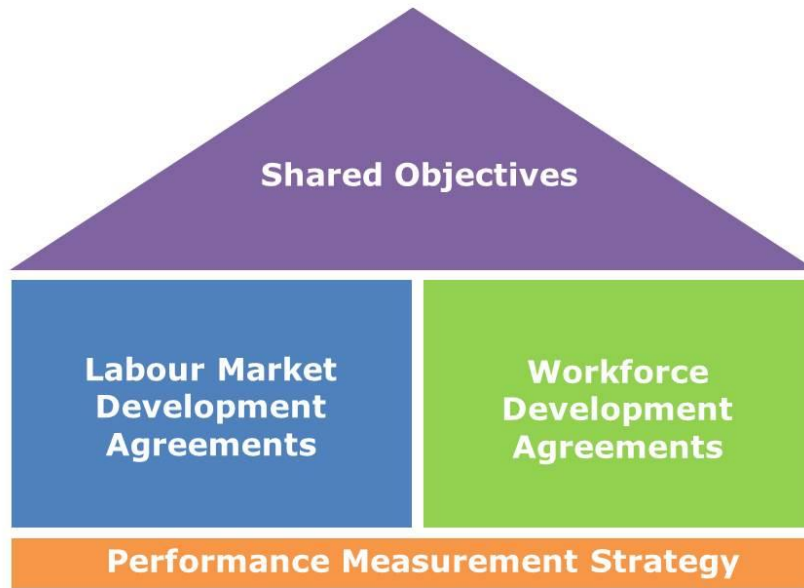 Shared Objectives
Labour Market
Development
Agreements
Workforce
Development
Agreements
Performance Measurement Strategy